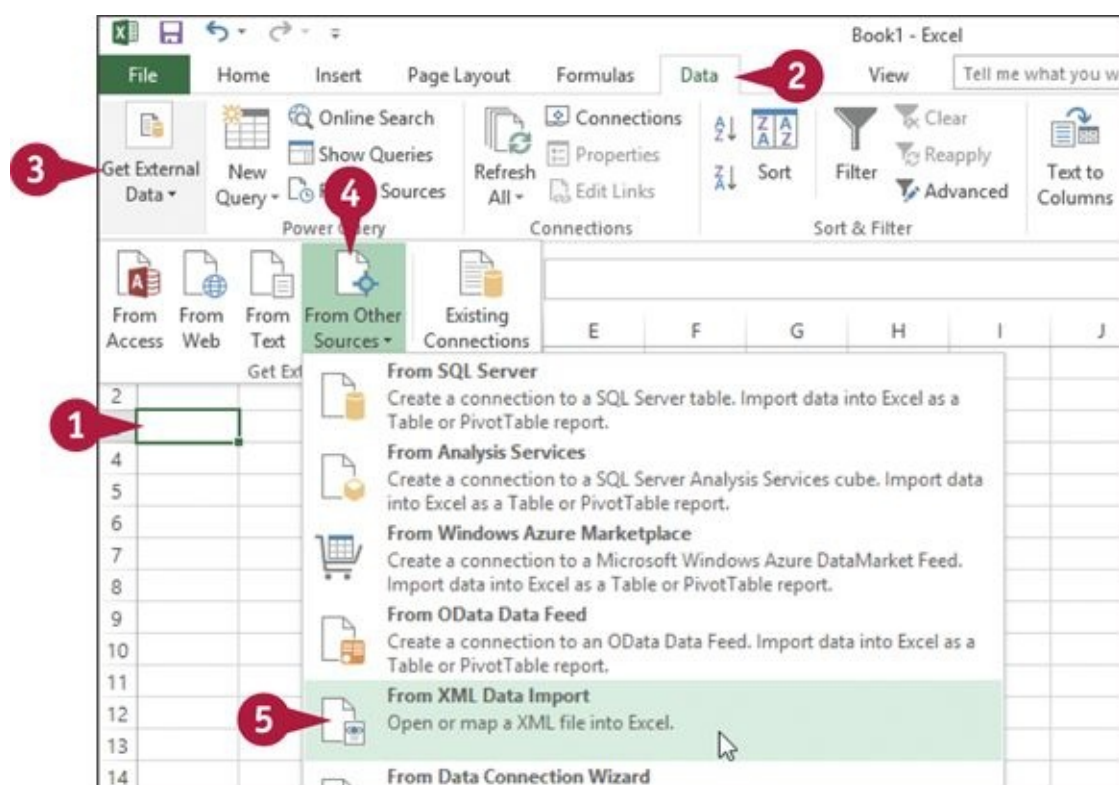 Book1 - Excel
File Home Insert Page Layout Formulas Data 2 View Tell me what you w
3 Get External Data
New Query
Online Search
Show Queries
4 Sources
Power Query
Refresh All
Connections
Properties
Edit Links
Connections
A Z
Z A
Z A A Z
Sort
Filter
Clear
Reapply
Advanced
Sort & Filter
Text to Columns
From Access
From Web
From Text
From Other Sources
Existing Connections
Get Ex
E F G H I J
1
2
4
5
6
7
8
9
10
11
12
13
14
From SQL Server
Create a connection to a SQL Server table. Import data into Excel as a
Table or PivotTable report.
From Analysis Services
Create a connection to a SQL Server Analysis Services cube. Import data
into Excel as a Table or PivotTable report.
From Windows Azure Marketplace
Create a connection to a Microsoft Windows Azure DataMarket Feed.
Import data into Excel as a Table or PivotTable report.
From OData Data Feed
Create a connection to an OData Data Feed. Import data into Excel as a
Table or PivotTable report.
5 From XML Data Import
Open or map a XML file into Excel.
From Data Connection Wizard